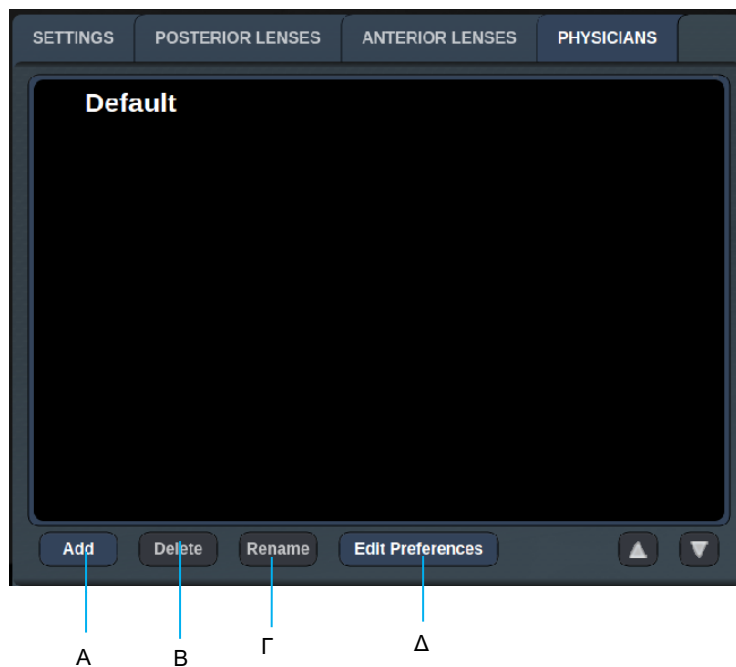 SETTINGS POSTERIOR LENSES ANTERIOR LENSES PHYSICIANS
Default
Add Delete Rename Edit Preferences
Α Β Γ Δ